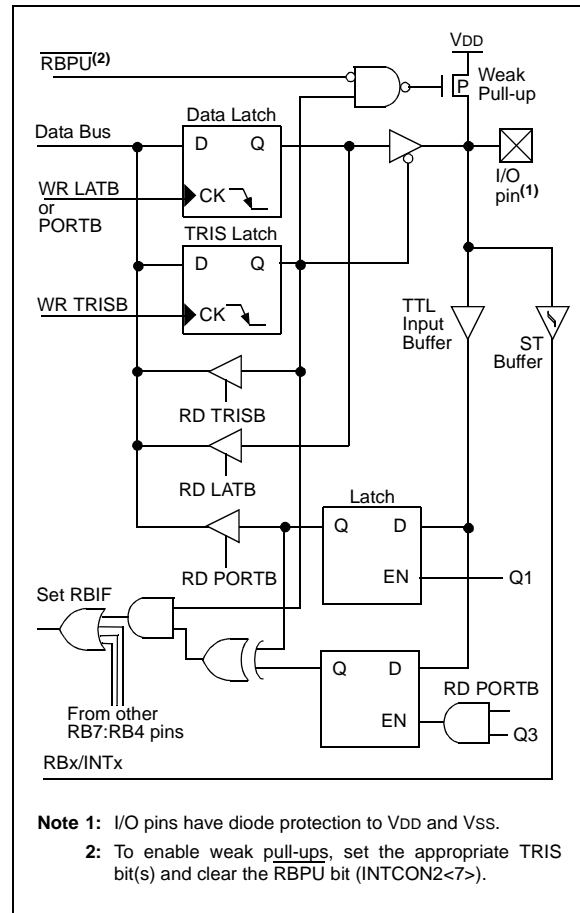 VDD
RBPU(2)
Weak
Pull-up
P
Data Latch
Data Bus
D Q
I/O
pin(1)
WR LATB
or
PORTB
CK
TRIS Latch
D Q
TTL
Input
Buffer
WR TRISB
CK
ST
Buffer
RD TRISB
RD LATB
Latch
Q D
RD PORTB
EN
Q1
Set RBIF
Q D
RD PORTB
EN
Q3
From other
RB7:RB4 pins
RBx/INTx
Note 1: I/O pins have diode protection to VDD and VSS.
2: To enable weak pull-ups, set the appropriate TRIS
bit(s) and clear the RBPU bit (INTCON2<7>).